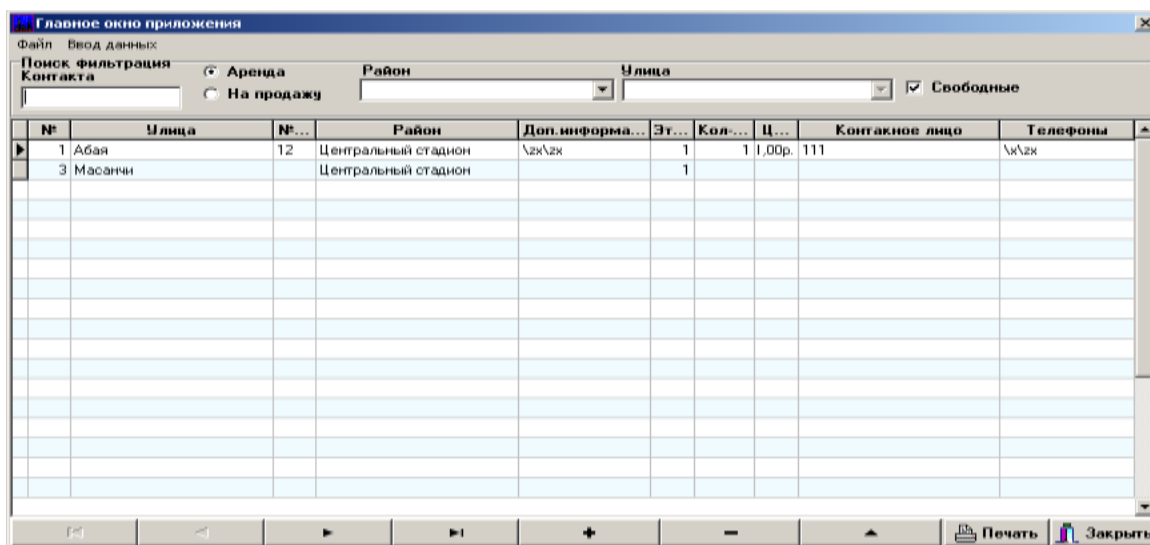 Главное окно приложения
Файл Ввод данных
Поиск Фильтрация
Контакта
Аренда
На продажу
Район
Улица
Свободные
№ Улица №... Район Доп.информа... Эт... Кол-... Ц... Контакное лицо Телефоны
1 Абая 12 Центральный стадион \zx\zx 1 1 1,00р. 111 \x\zx
3 Масанчи Центральный стадион 1
Печать Закрыть